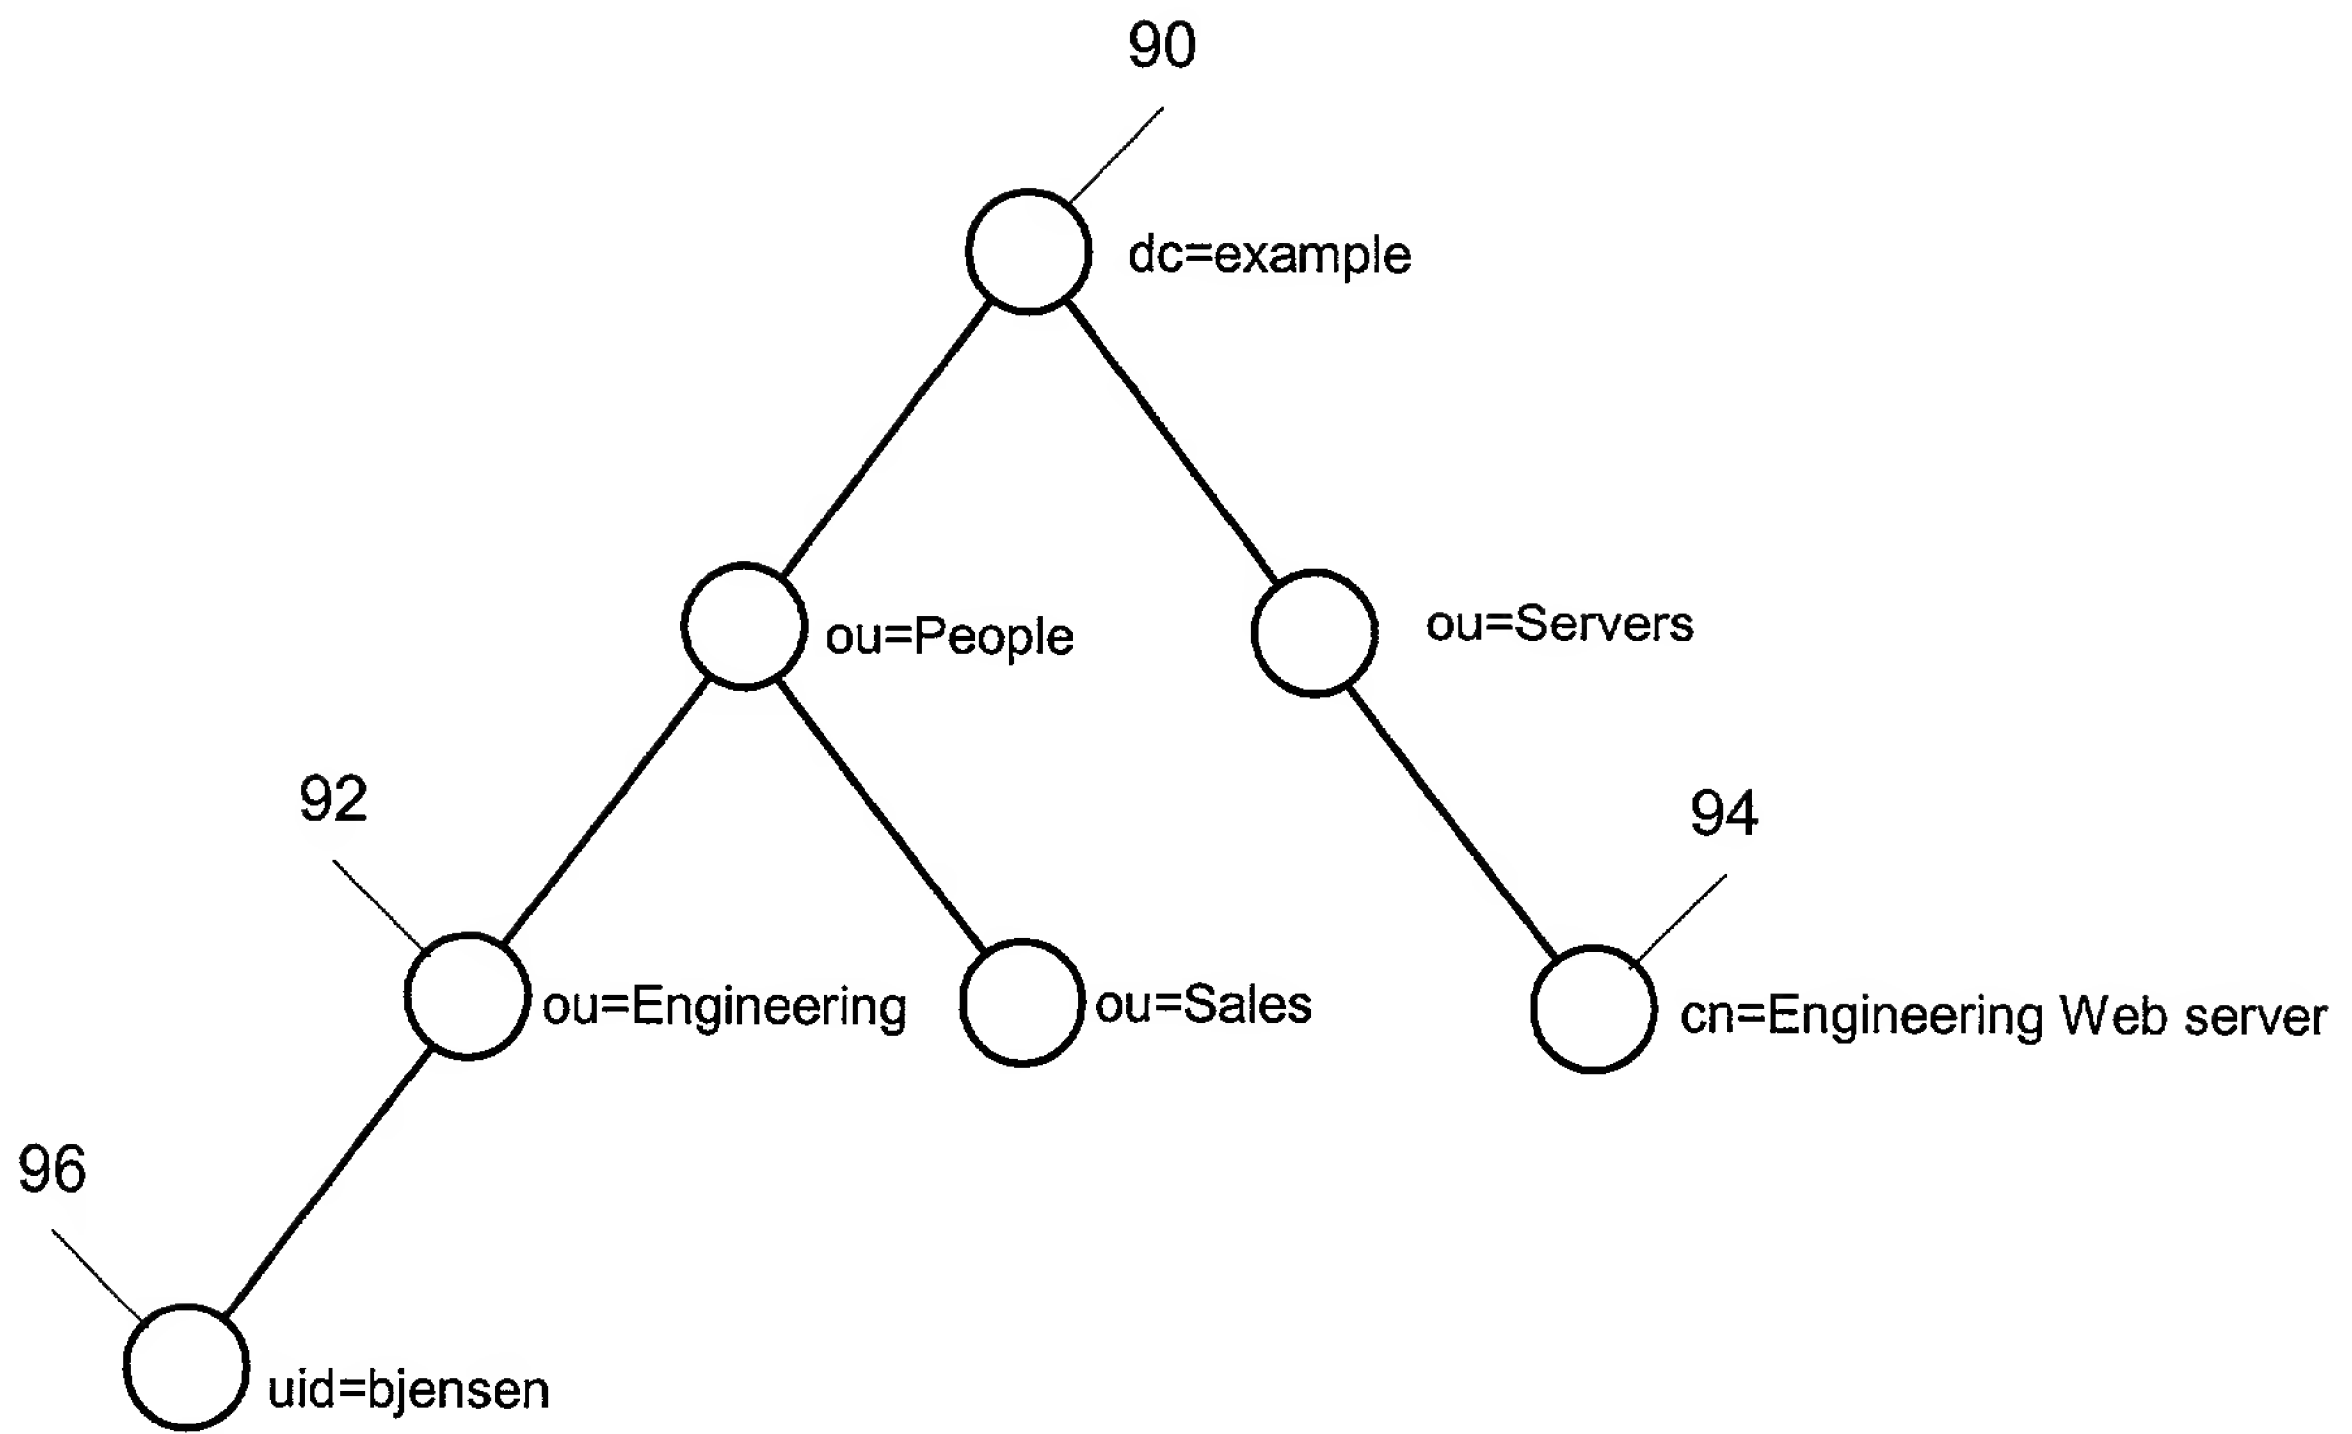 90
dc=example
ou=People
ou=Servers
92
94
ou=Engineering
ou=Sales
cn=Engineering Web server
96
uid=bjensen